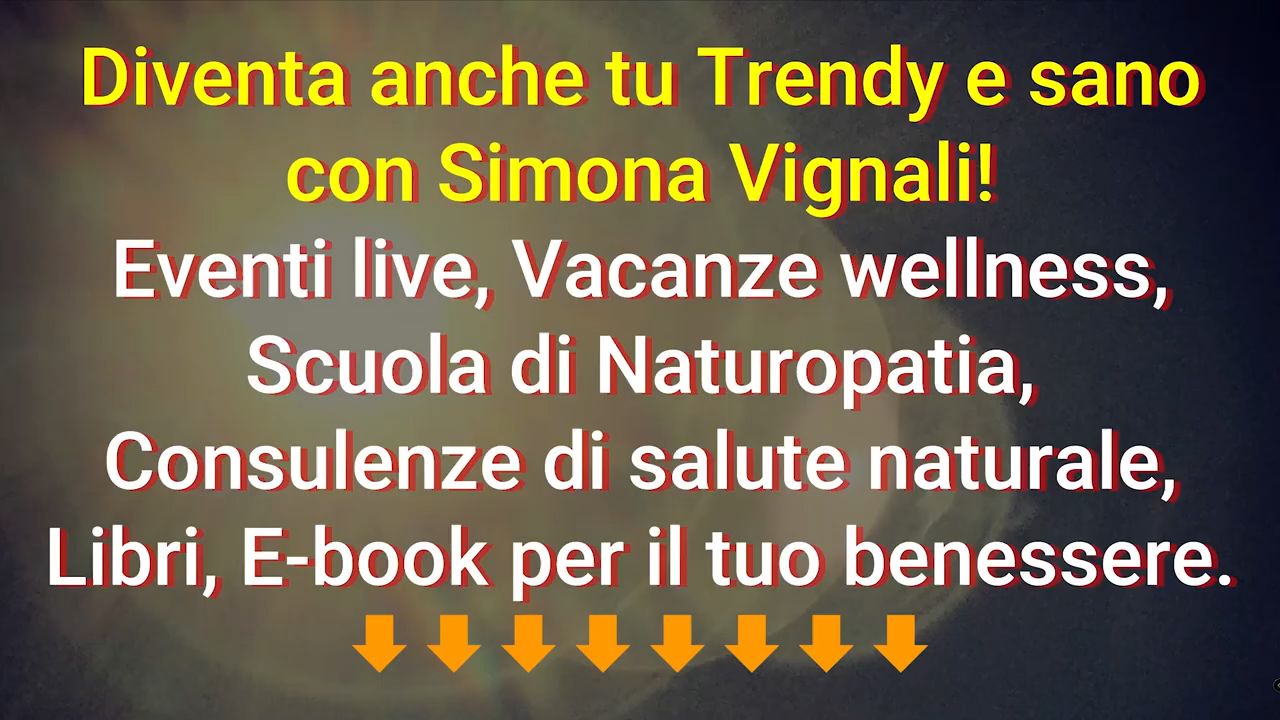 Diventa anche tu Trendy e sano
con Simona Vignali!
Eventi live, Vacanze wellness,
Scuola di Naturopatia,
Consulenze di salute naturale,
Libri, E-book per il tuo benessere.